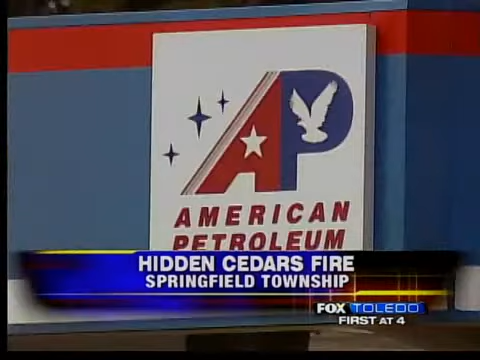 AP
AMERICAN
PETROLEUM
HIDDEN CEDARS FIRE
SPRINGFIELD TOWNSHIP
FOX TOLEDO
FIRST AT 4